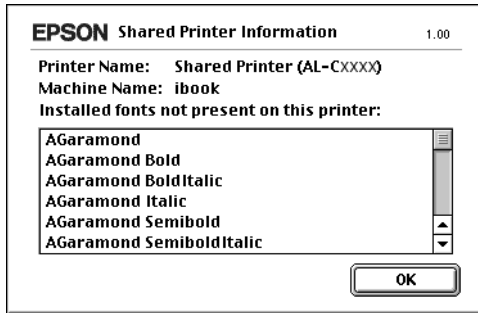 EPSON Shared Printer Information 1.00
Printer Name: Shared Printer (AL-CXXXX)
Machine Name: ibook
Installed fonts not present on this printer:
AGaramond
AGaramond Bold
AGaramond BoldItalic
AGaramond Italic
AGaramond Semibold
AGaramond SemiboldItalic
OK